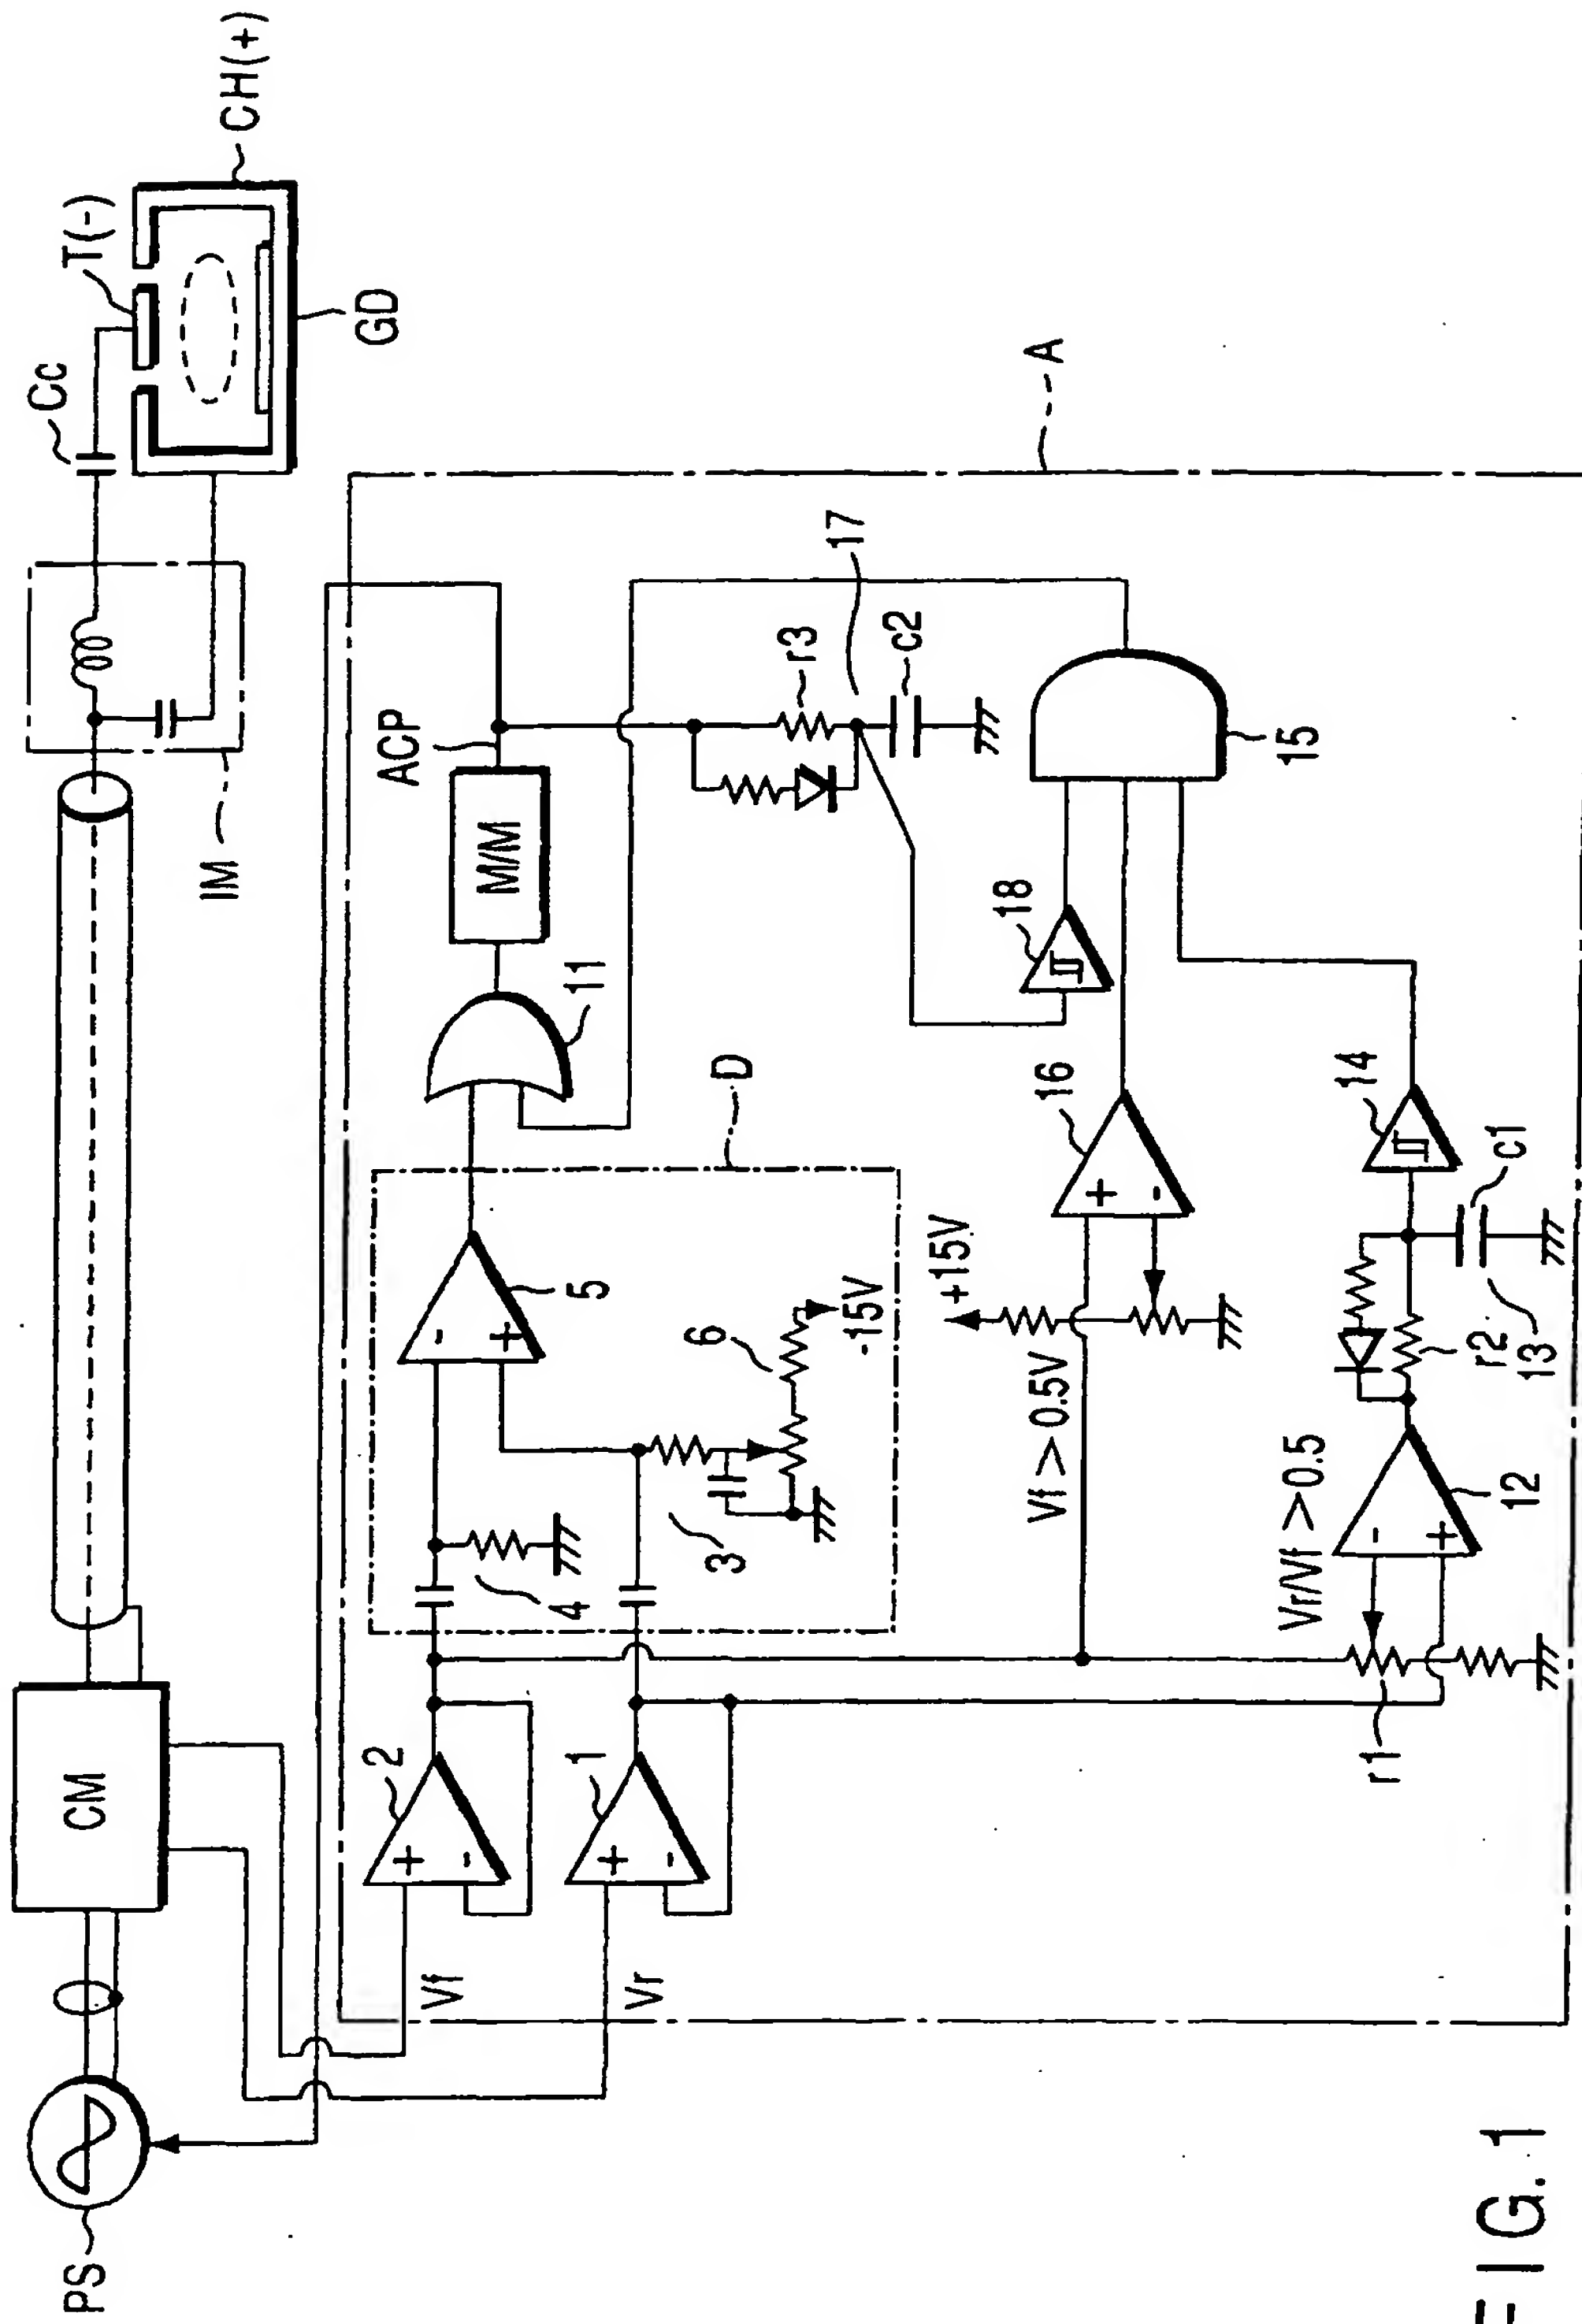 PS
CM
IM
Cc
T(-)
CH(+)
GD
A
Vf
2
+
-
Vr
1
+
-
4
3
-
+
5
6
-15V
D
11
M/M
ACP
r3
17
c2
Vf > 0.5V
+15V
+
-
16
18
15
r1
Vr/Vf > 0.5
-
+
12
r2
13
c1
14
FIG. 1